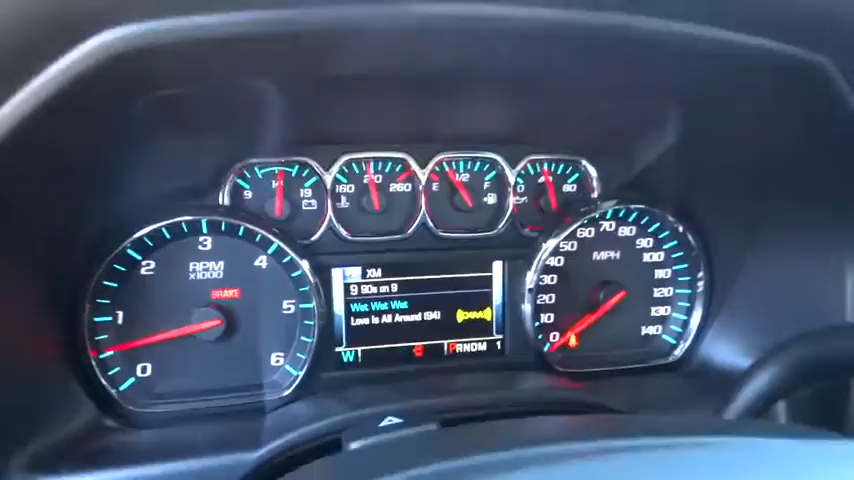 9 14 19
160 210 260
E 1/2 F
0 40 80
RPM
X1000
0 1 2 3 4 5 6
BRAKE
XM
9 90s on 9
Wet Wet Wet
Love Is All Around (94)
W
PRNDM 1
MPH
0 10 20 30 40 50 60 70 80 90 100 110 120 130 140